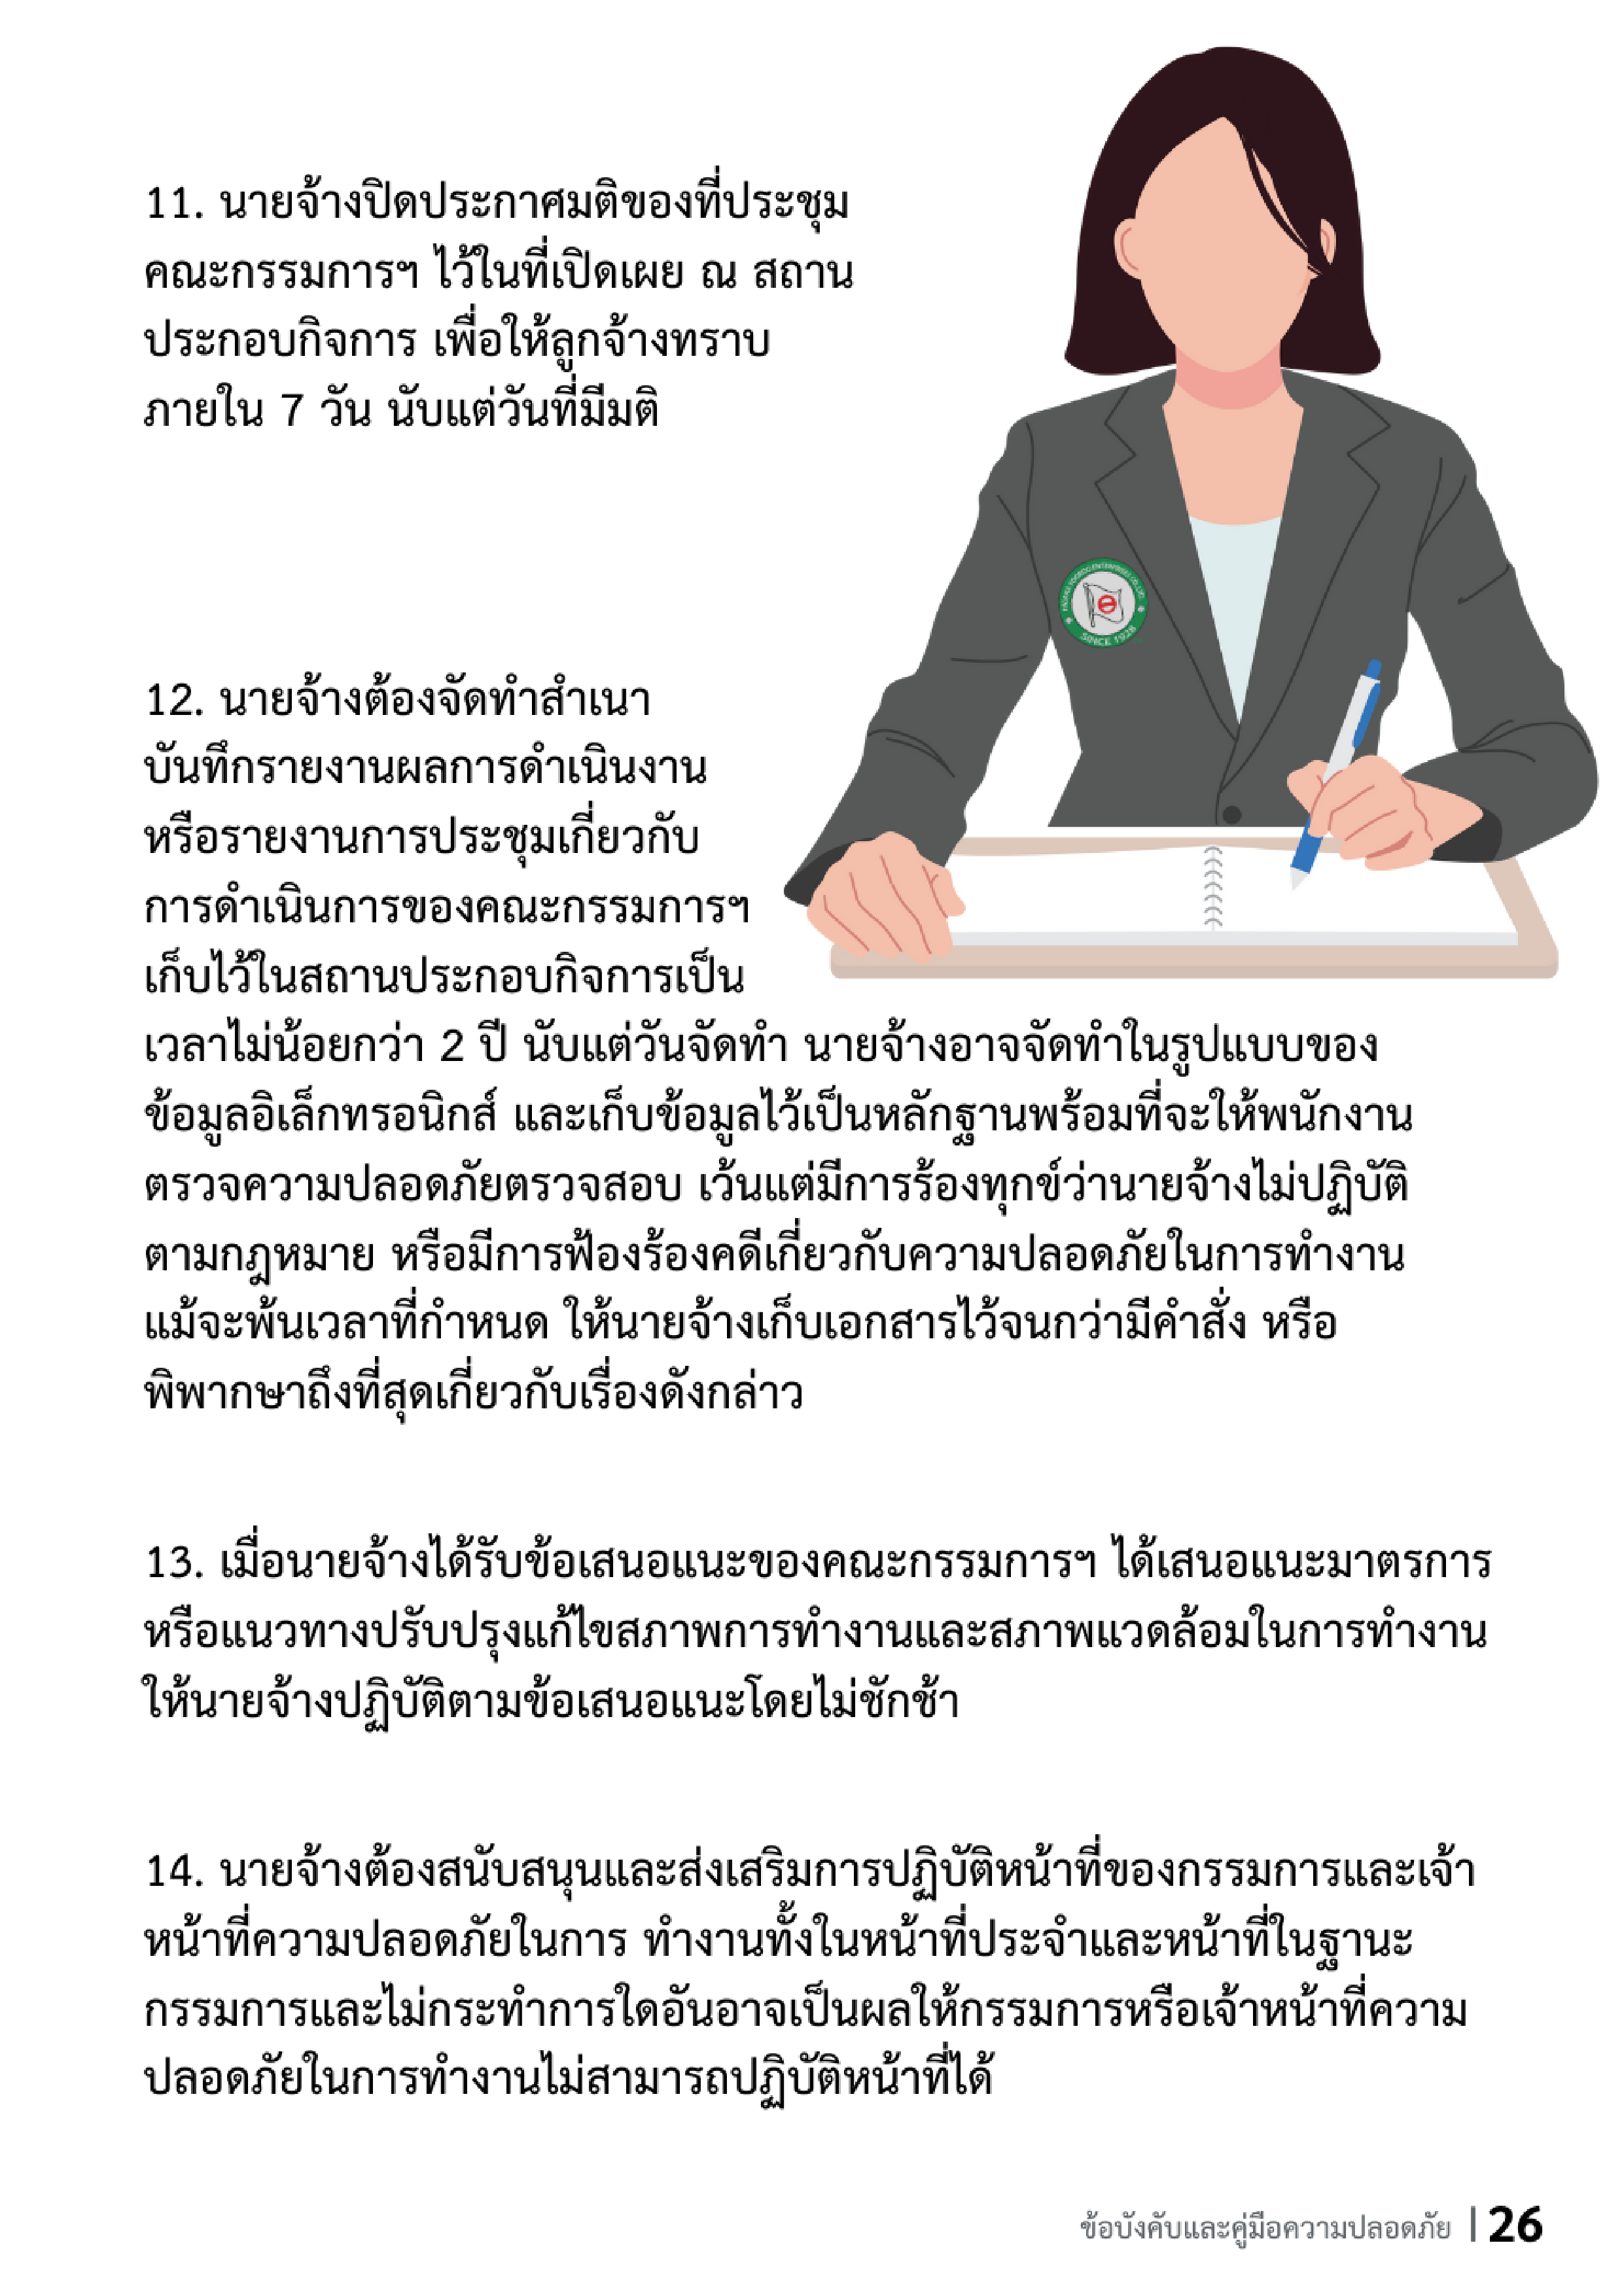 11. นายจ้างปิดประกาศมติของที่ประชุม
คณะกรรมการฯ ไว้ในที่เปิดเผย ณ สถาน
ประกอบกิจการ เพื่อให้ลูกจ้างทราบ
ภายใน 7 วัน นับแต่วันที่มีมติ
SINCE 1928
12. นายจ้างต้องจัดทำสำเนา
บันทึกรายงานผลการดำเนินงาน
หรือรายงานการประชุมเกี่ยวกับ
การดำเนินการของคณะกรรมการฯ
เก็บไว้ในสถานประกอบกิจการเป็น
เวลาไม่น้อยกว่า 2 ปี นับแต่วันจัดทำ นายจ้างอาจจัดทำในรูปแบบของ
ข้อมูลอิเล็กทรอนิกส์ และเก็บข้อมูลไว้เป็นหลักฐานพร้อมที่จะให้พนักงาน
ตรวจความปลอดภัยตรวจสอบ เว้นแต่มีการร้องทุกข์ว่านายจ้างไม่ปฏิบัติ
ตามกฎหมาย หรือมีการฟ้องร้องคดีเกี่ยวกับความปลอดภัยในการทำงาน
แม้จะพ้นเวลาที่กำหนด ให้นายจ้างเก็บเอกสารไว้จนกว่ามีคำสั่ง หรือ
พิพากษาถึงที่สุดเกี่ยวกับเรื่องดังกล่าว
13. เมื่อนายจ้างได้รับข้อเสนอแนะของคณะกรรมการฯ ได้เสนอแนะมาตรการ
หรือแนวทางปรับปรุงแก้ไขสภาพการทำงานและสภาพแวดล้อมในการทำงาน
ให้นายจ้างปฏิบัติตามข้อเสนอแนะโดยไม่ชักช้า
14. นายจ้างต้องสนับสนุนและส่งเสริมการปฏิบัติหน้าที่ของกรรมการและเจ้า
หน้าที่ความปลอดภัยในการ ทำงานทั้งในหน้าที่ประจำและหน้าที่ในฐานะ
กรรมการและไม่กระทำการใดอันอาจเป็นผลให้กรรมการหรือเจ้าหน้าที่ความ
ปลอดภัยในการทำงานไม่สามารถปฏิบัติหน้าที่ได้
ข้อบังคับและคู่มือความปลอดภัย | 26